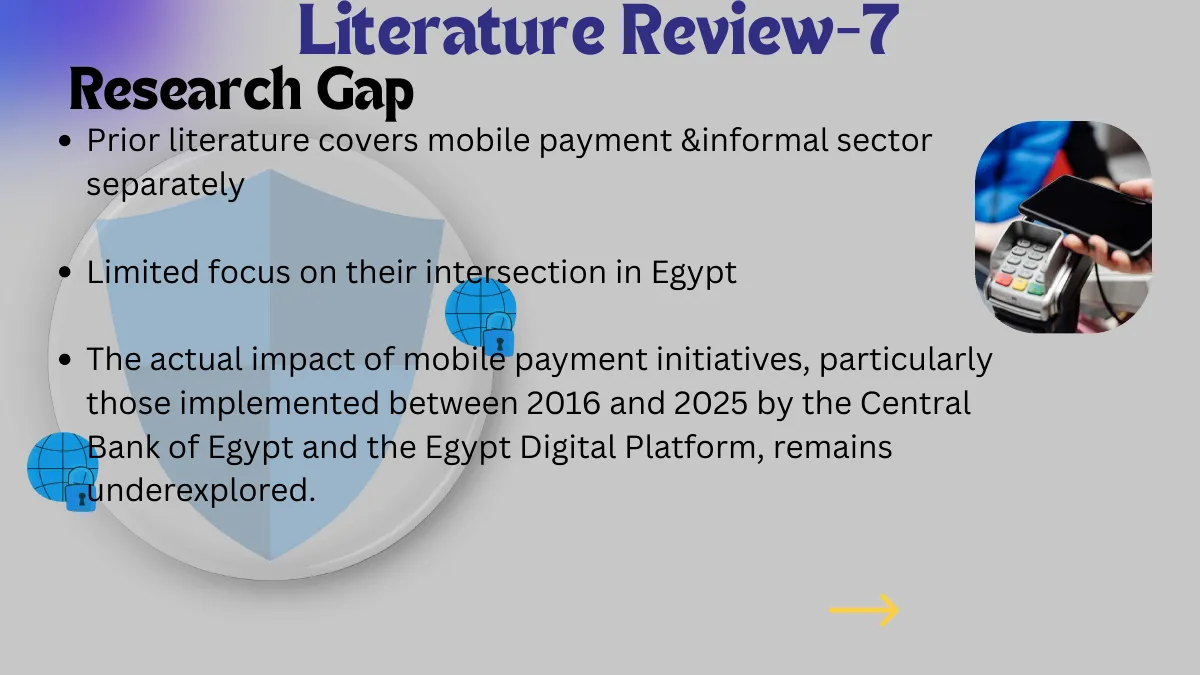 Literature Review-7
Research Gap
• Prior literature covers mobile payment &informal sector
separately
• Limited focus on their intersection in Egypt
• The actual impact of mobile payment initiatives, particularly
those implemented between 2016 and 2025 by the Central
Bank of Egypt and the Egypt Digital Platform, remains
underexplored.